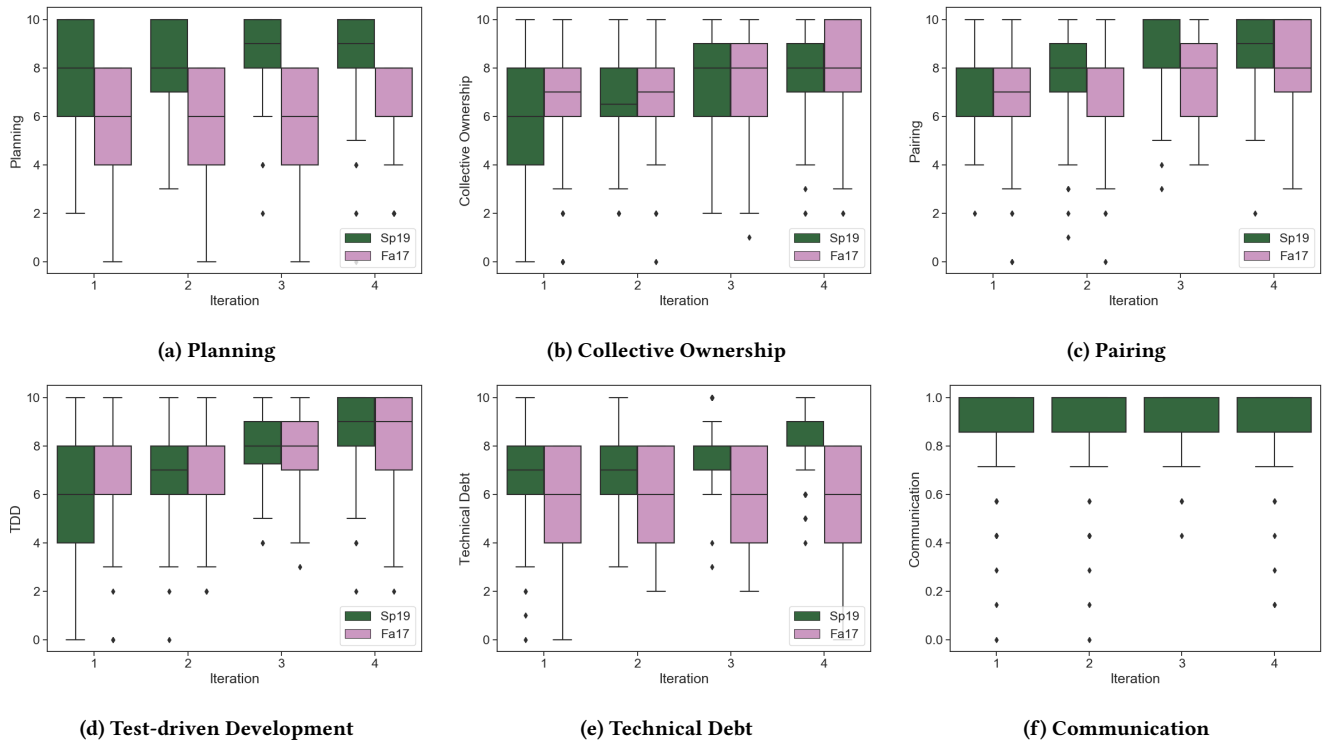 10
8
6
4
2
0
Planning
Sp19
Fa17
1 2 3 4
Iteration
(a) Planning
10
8
6
4
2
0
Collective Ownership
Sp19
Fa17
1 2 3 4
Iteration
(b) Collective Ownership
10
8
6
4
2
0
Pairing
Sp19
Fa17
1 2 3 4
Iteration
(c) Pairing
10
8
6
4
2
0
TDD
Sp19
Fa17
1 2 3 4
Iteration
(d) Test-driven Development
10
8
6
4
2
0
Technical Debt
Sp19
Fa17
1 2 3 4
Iteration
(e) Technical Debt
1.0
0.8
0.6
0.4
0.2
0.0
Communication
1 2 3 4
Iteration
(f) Communication